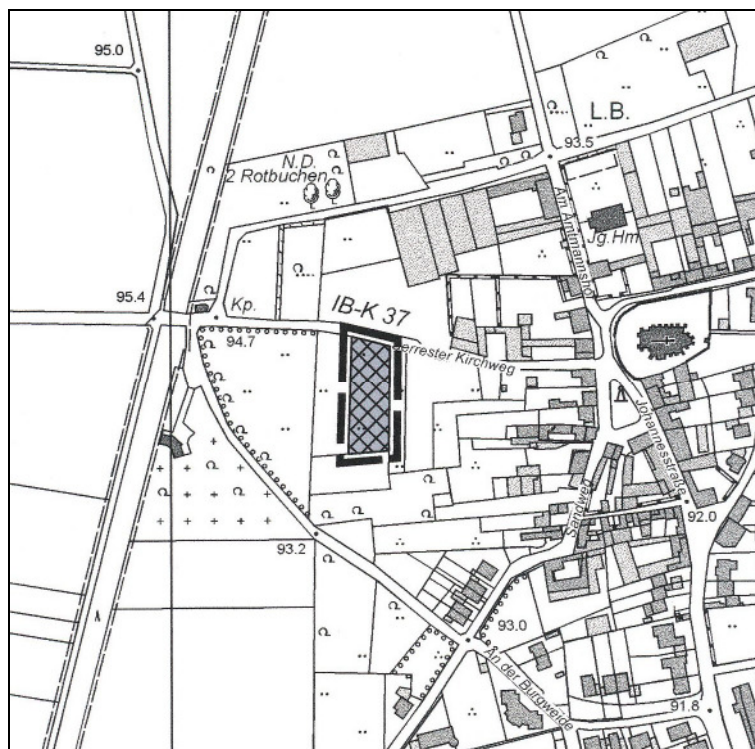 95.0
L.B.
93.5
N.D.
2 Rotbuchen
Am Amtmannshof
Jg.Hm
95.4
Kp.
IB-K 37
94.7
Gerrester Kirchweg
Johannesstraße
Sandweg
92.0
93.2
93.0
An der Burgweide
91.8